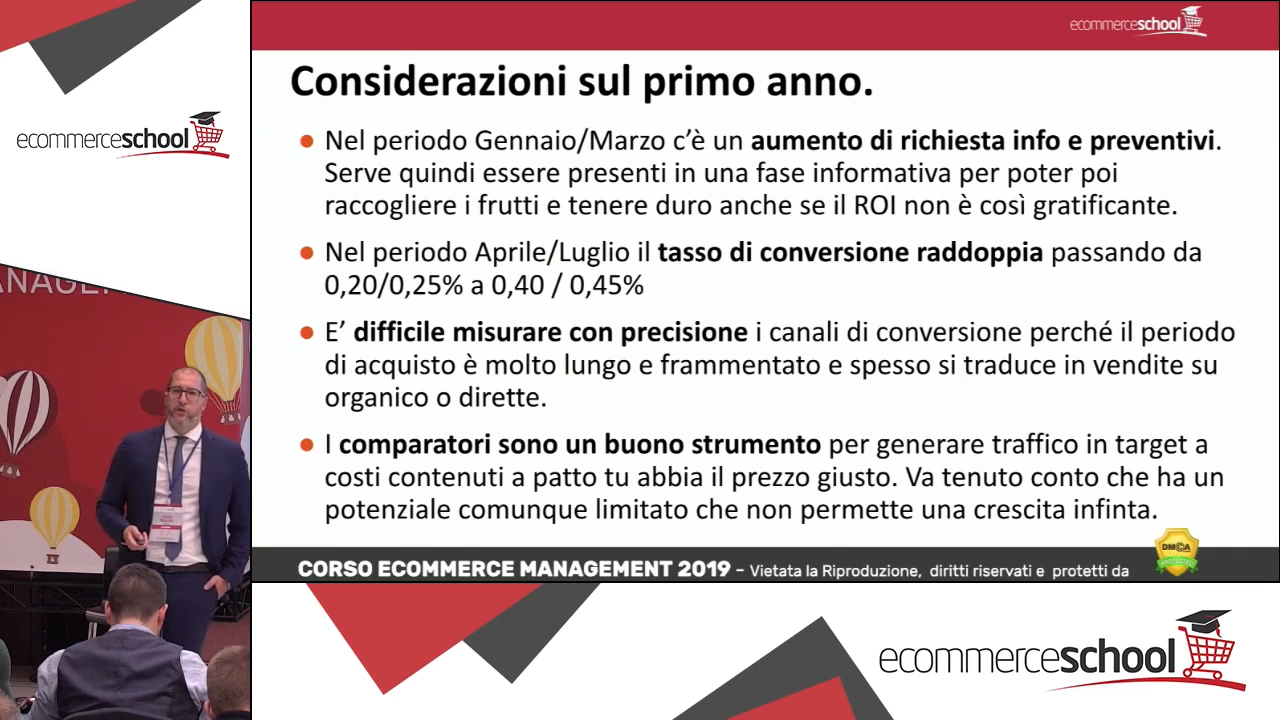 ecommerceschool
Considerazioni sul primo anno.
● Nel periodo Gennaio/Marzo c'è un aumento di richiesta info e preventivi.
Serve quindi essere presenti in una fase informativa per poter poi
raccogliere i frutti e tenere duro anche se il ROI non è così gratificante.
● Nel periodo Aprile/Luglio il tasso di conversione raddoppia passando da
0,20/0,25% a 0,40 / 0,45%
● E' difficile misurare con precisione i canali di conversione perché il periodo
di acquisto è molto lungo e frammentato e spesso si traduce in vendite su
organico o dirette.
● I comparatori sono un buono strumento per generare traffico in target a
costi contenuti a patto tu abbia il prezzo giusto. Va tenuto conto che ha un
potenziale comunque limitato che non permette una crescita infinta.
CORSO ECOMMERCE MANAGEMENT 2019 - Vietata la Riproduzione, diritti riservati e protetti da
DMCA
PROTECTED
ecommerceschool
ecommerceschool